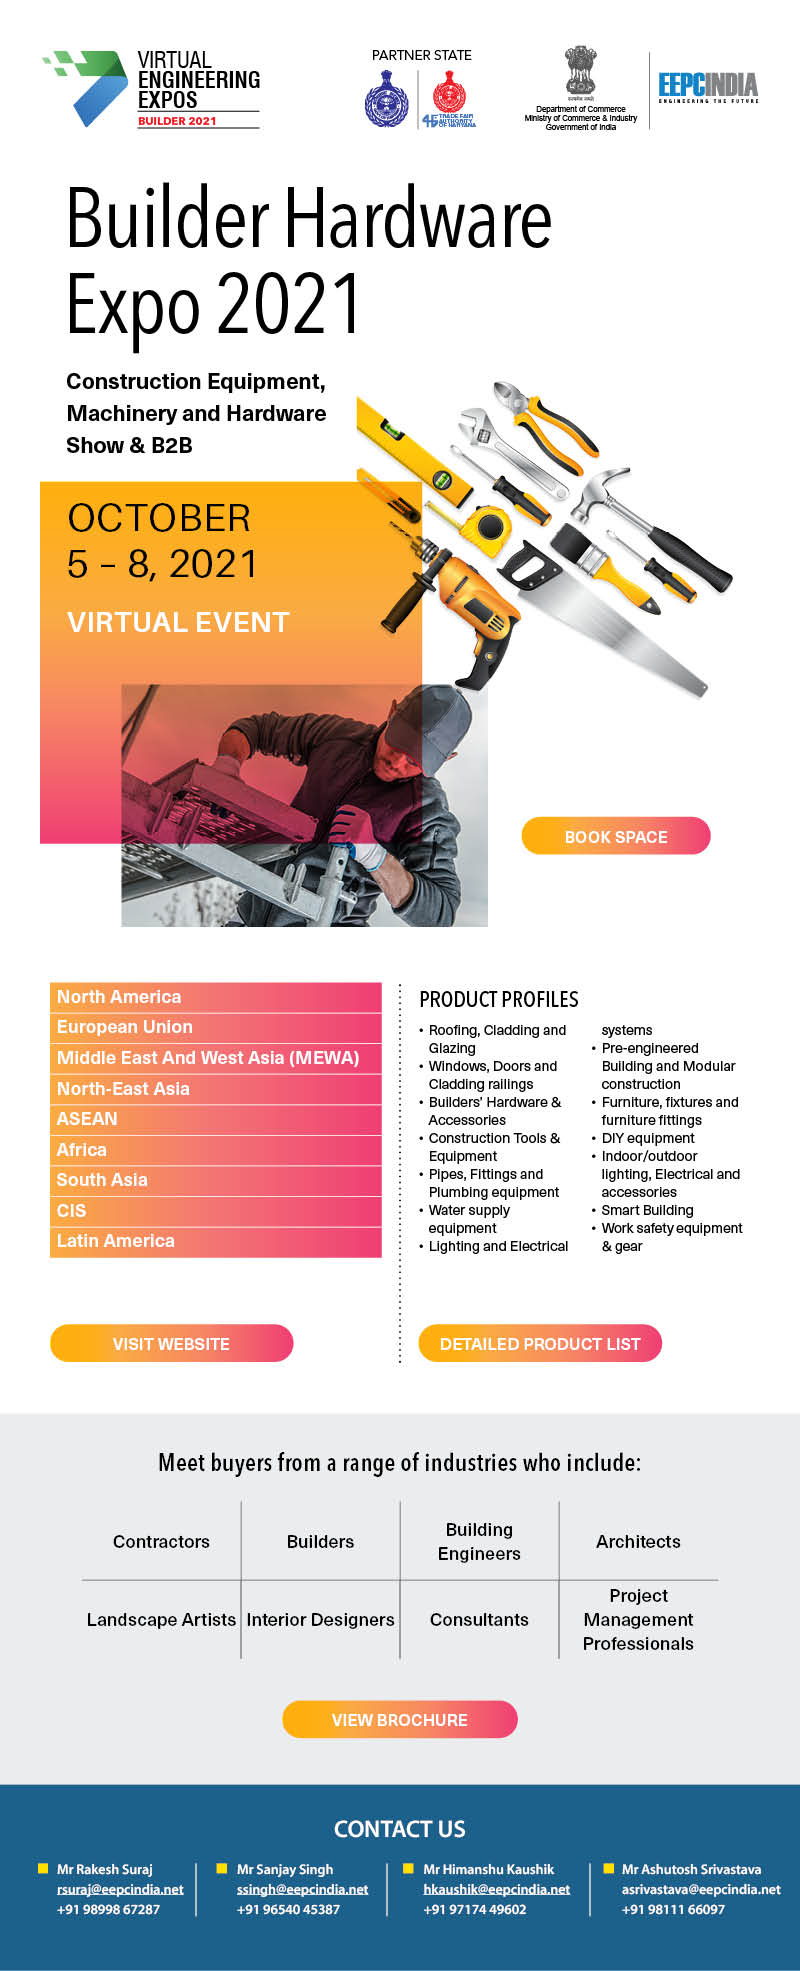 VIRTUAL
ENGINEERING
EXPOS
BUILDER 2021
PARTNER STATE
TRADE FAIR
AUTHORITY
OF HARYANA
Department of Commerce
Ministry of Commerce & Industry
Government of India
EEPCINDIA
ENGINEERING THE FUTURE
Builder Hardware
Expo 2021
Construction Equipment,
Machinery and Hardware
Show & B2B
OCTOBER
5 – 8, 2021
VIRTUAL EVENT
BOOK SPACE
North America
European Union
Middle East And West Asia (MEWA)
North-East Asia
ASEAN
Africa
South Asia
CIS
Latin America
VISIT WEBSITE
PRODUCT PROFILES
• Roofing, Cladding and
Glazing
• Windows, Doors and
Cladding railings
• Builders' Hardware &
Accessories
• Construction Tools &
Equipment
• Pipes, Fittings and
Plumbing equipment
• Water supply
equipment
• Lighting and Electrical
systems
• Pre-engineered
Building and Modular
construction
• Furniture, fixtures and
furniture fittings
• DIY equipment
• Indoor/outdoor
lighting, Electrical and
accessories
• Smart Building
• Work safety equipment
& gear
DETAILED PRODUCT LIST
Meet buyers from a range of industries who include:
Contractors
Builders
Building
Engineers
Architects
Landscape Artists
Interior Designers
Consultants
Project
Management
Professionals
VIEW BROCHURE
CONTACT US
Mr Rakesh Suraj
rsuraj@eepcindia.net
+91 98998 67287
Mr Sanjay Singh
ssingh@eepcindia.net
+91 96540 45387
Mr Himanshu Kaushik
hkaushik@eepcindia.net
+91 97174 49602
Mr Ashutosh Srivastava
asrivastava@eepcindia.net
+91 98111 66097